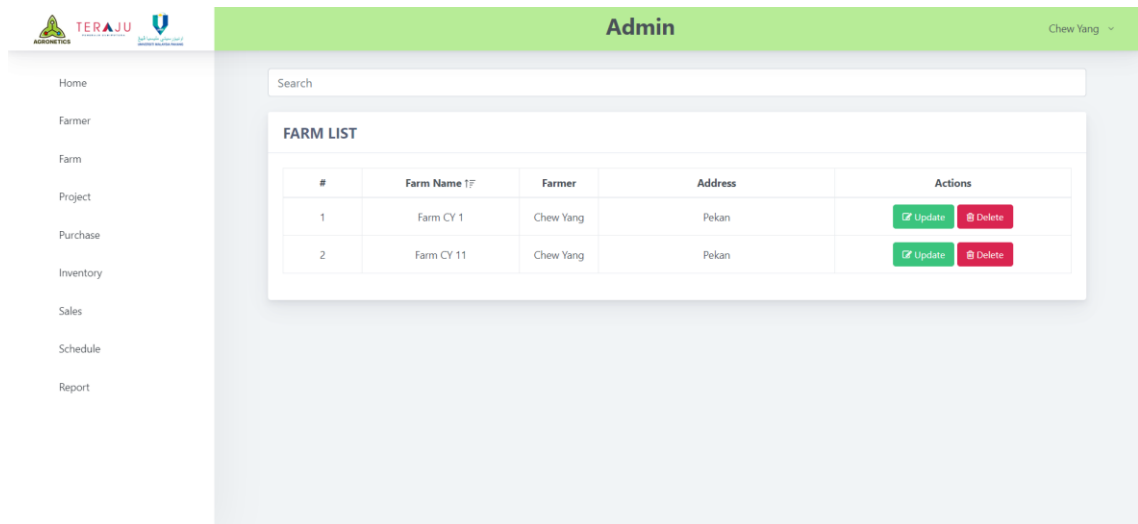 AGRONETICS
TERAJU
Admin
Chew Yang
Home
Farmer
Farm
Project
Purchase
Inventory
Sales
Schedule
Report
Search
FARM LIST
# Farm Name Farmer Address Actions
1 Farm CY 1 Chew Yang Pekan Update Delete
2 Farm CY 11 Chew Yang Pekan Update Delete